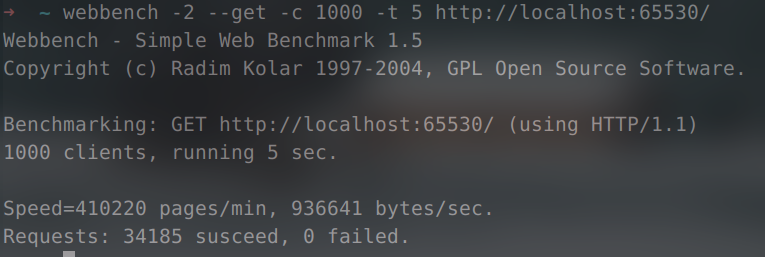 → ~ webbench -2 --get -c 1000 -t 5 http://localhost:65530/
Webbench - Simple Web Benchmark 1.5
Copyright (c) Radim Kolar 1997-2004, GPL Open Source Software.
Benchmarking: GET http://localhost:65530/ (using HTTP/1.1)
1000 clients, running 5 sec.
Speed=410220 pages/min, 936641 bytes/sec.
Requests: 34185 susceed, 0 failed.